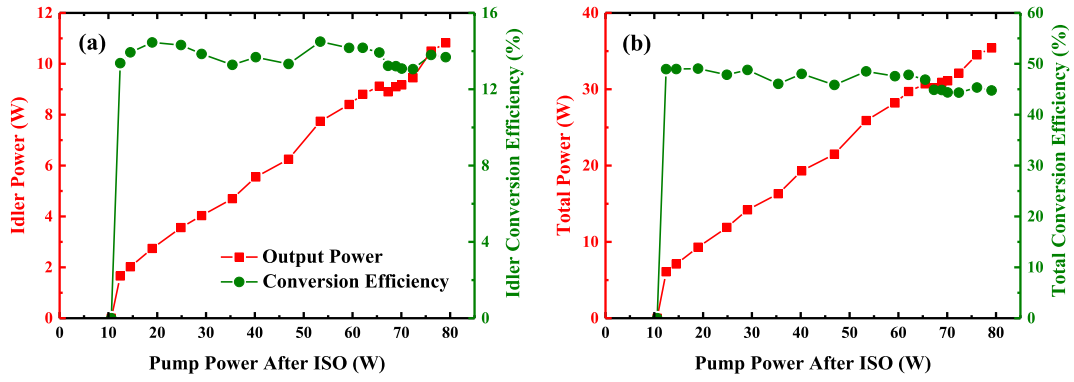 (a)
Idler Power (W)
12
10
8
6
4
2
0
Idler Conversion Efficiency (%)
16
12
8
4
0
Output Power
Conversion Efficiency
0 10 20 30 40 50 60 70 80
Pump Power After ISO (W)
(b)
Total Power (W)
40
30
20
10
0
Total Conversion Efficiency (%)
60
50
40
30
20
10
0
0 10 20 30 40 50 60 70 80
Pump Power After ISO (W)